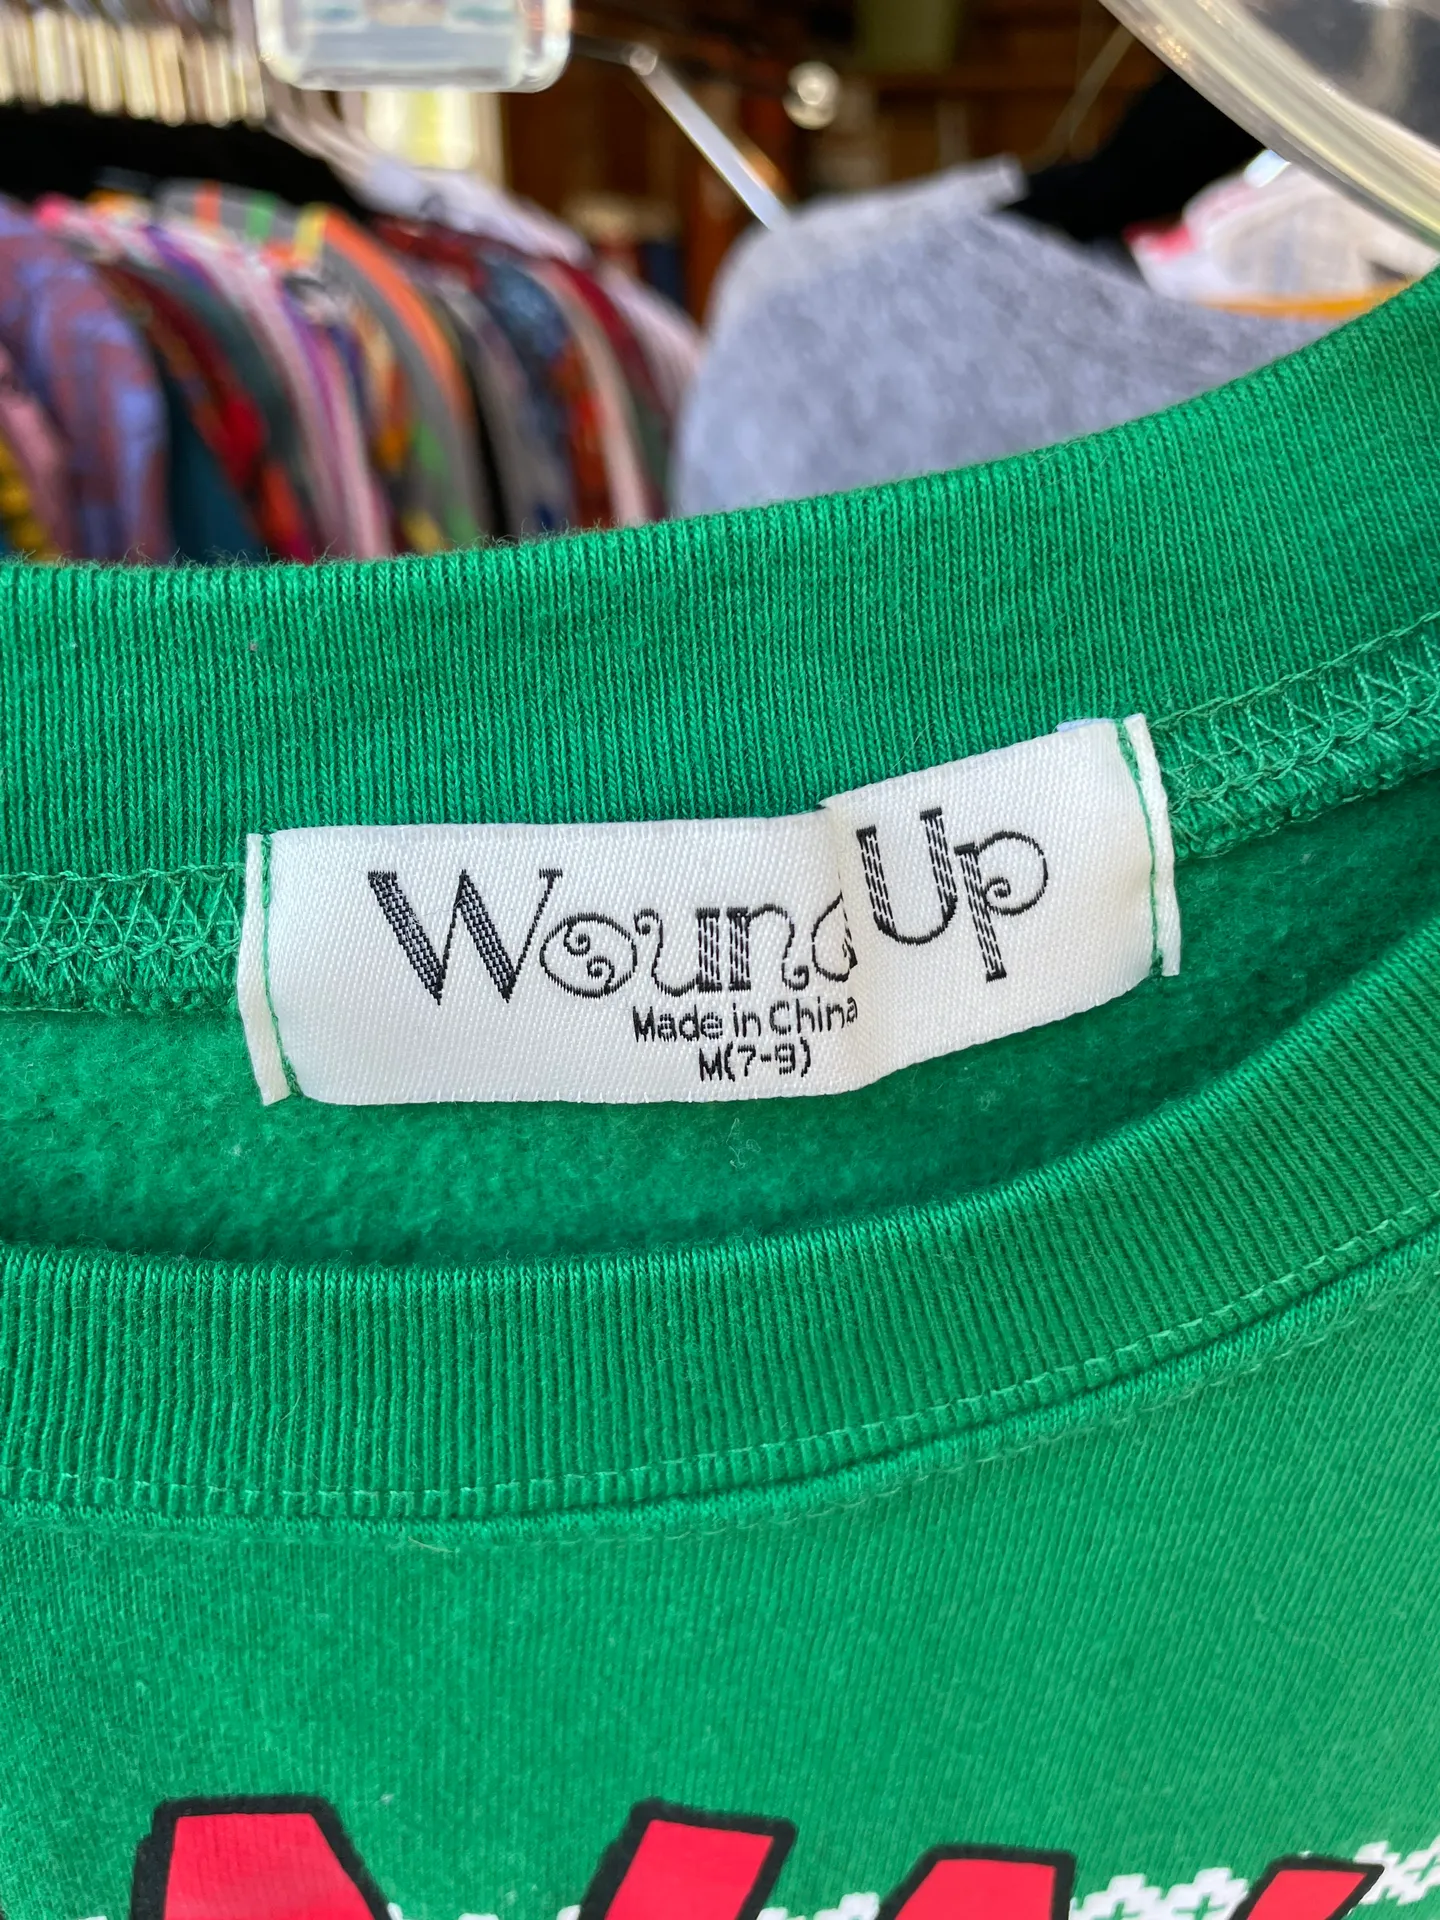 Wound Up
Made in China
M(7-9)